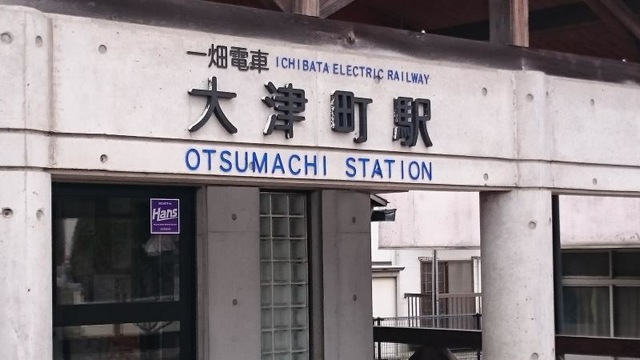 一畑電車 ICHIBATA ELECTRIC RAILWAY
大津町駅
OTSUMACHI STATION
Hans